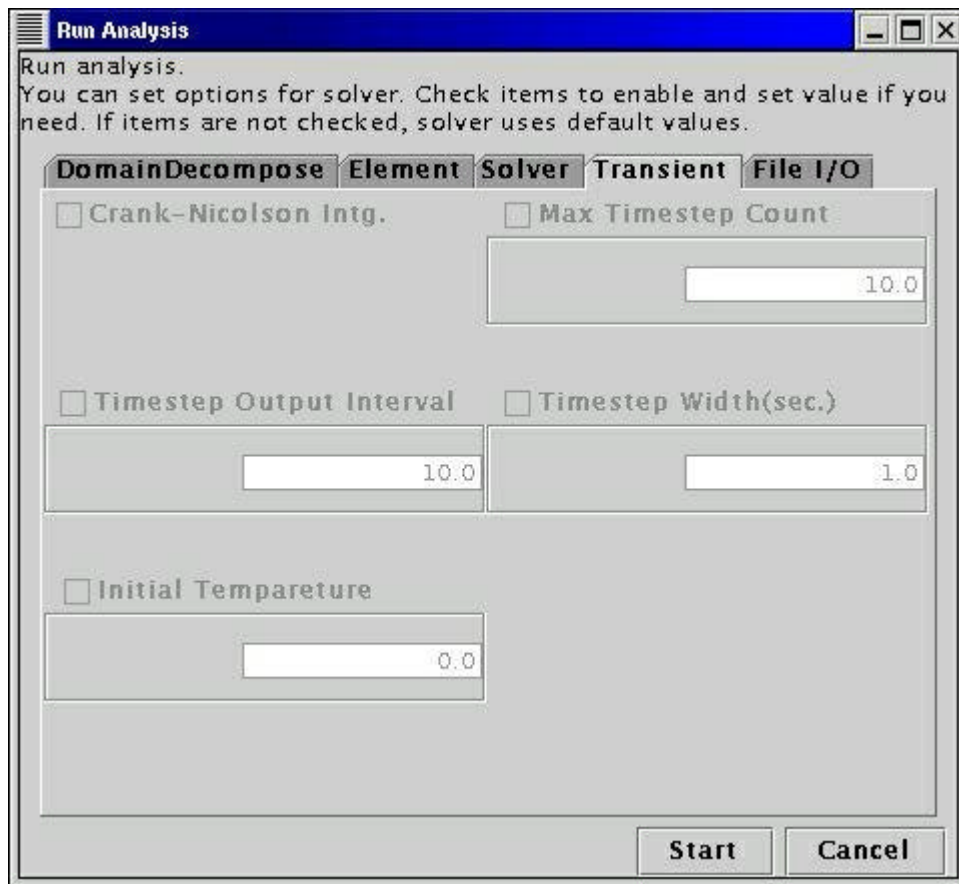 Run Analysis
Run analysis.
You can set options for solver. Check items to enable and set value if you
need. If items are not checked, solver uses default values.
DomainDecompose Element Solver Transient File I/O
Crank-Nicolson Intg. Max Timestep Count
10.0
Timestep Output Interval Timestep Width(sec.)
10.0 1.0
Initial Tempareture
0.0
Start Cancel